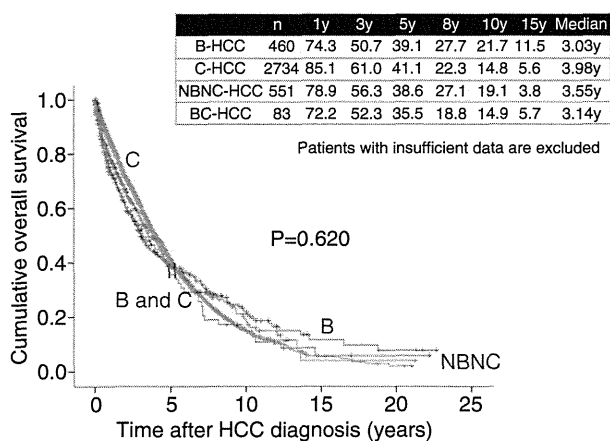 n 1y 3y 5y 8y 10y 15y Median
B-HCC 460 74.3 50.7 39.1 27.7 21.7 11.5 3.03y
C-HCC 2734 85.1 61.0 41.1 22.3 14.8 5.6 3.98y
NBNC-HCC 551 78.9 56.3 38.6 27.1 19.1 3.8 3.55y
BC-HCC 83 72.2 52.3 35.5 18.8 14.9 5.7 3.14y
Patients with insufficient data are excluded
Cumulative overall survival
1.0
0.8
0.6
0.4
0.2
0.0
C
P=0.620
B and C
B
NBNC
0 5 10 15 20 25
Time after HCC diagnosis (years)